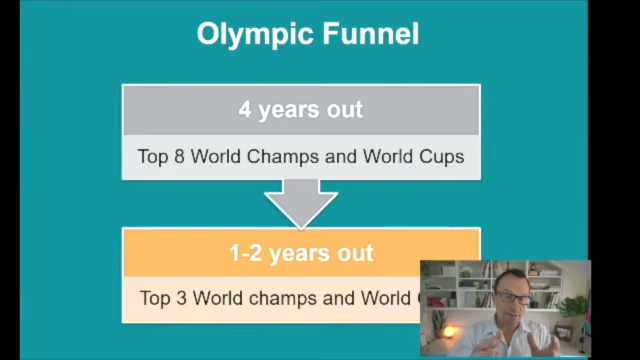 Olympic Funnel
4 years out
Top 8 World Champs and World Cups
1-2 years out
Top 3 World champs and World